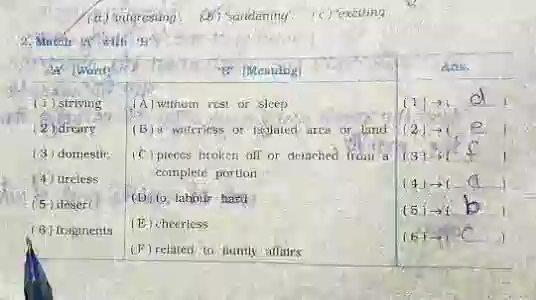 (a) interesting. (b) saddening. (c) exciting
2. Match 'A' with 'B'
'A' (Word) 'B' (Meaning) Ans.
(1) striving (A) without rest or sleep (1)→( d )
(2) dreary (B) a waterless or isolated area or land (2)→( e )
(3) domestic (C) pieces broken off or detached from a (3)→( f )
complete portion
(4) tireless (4)→( a )
(5) desert (D) to labour hard (5)→( b )
(6) fragments (E) cheerless (6)→( C )
(F) related to family affairs